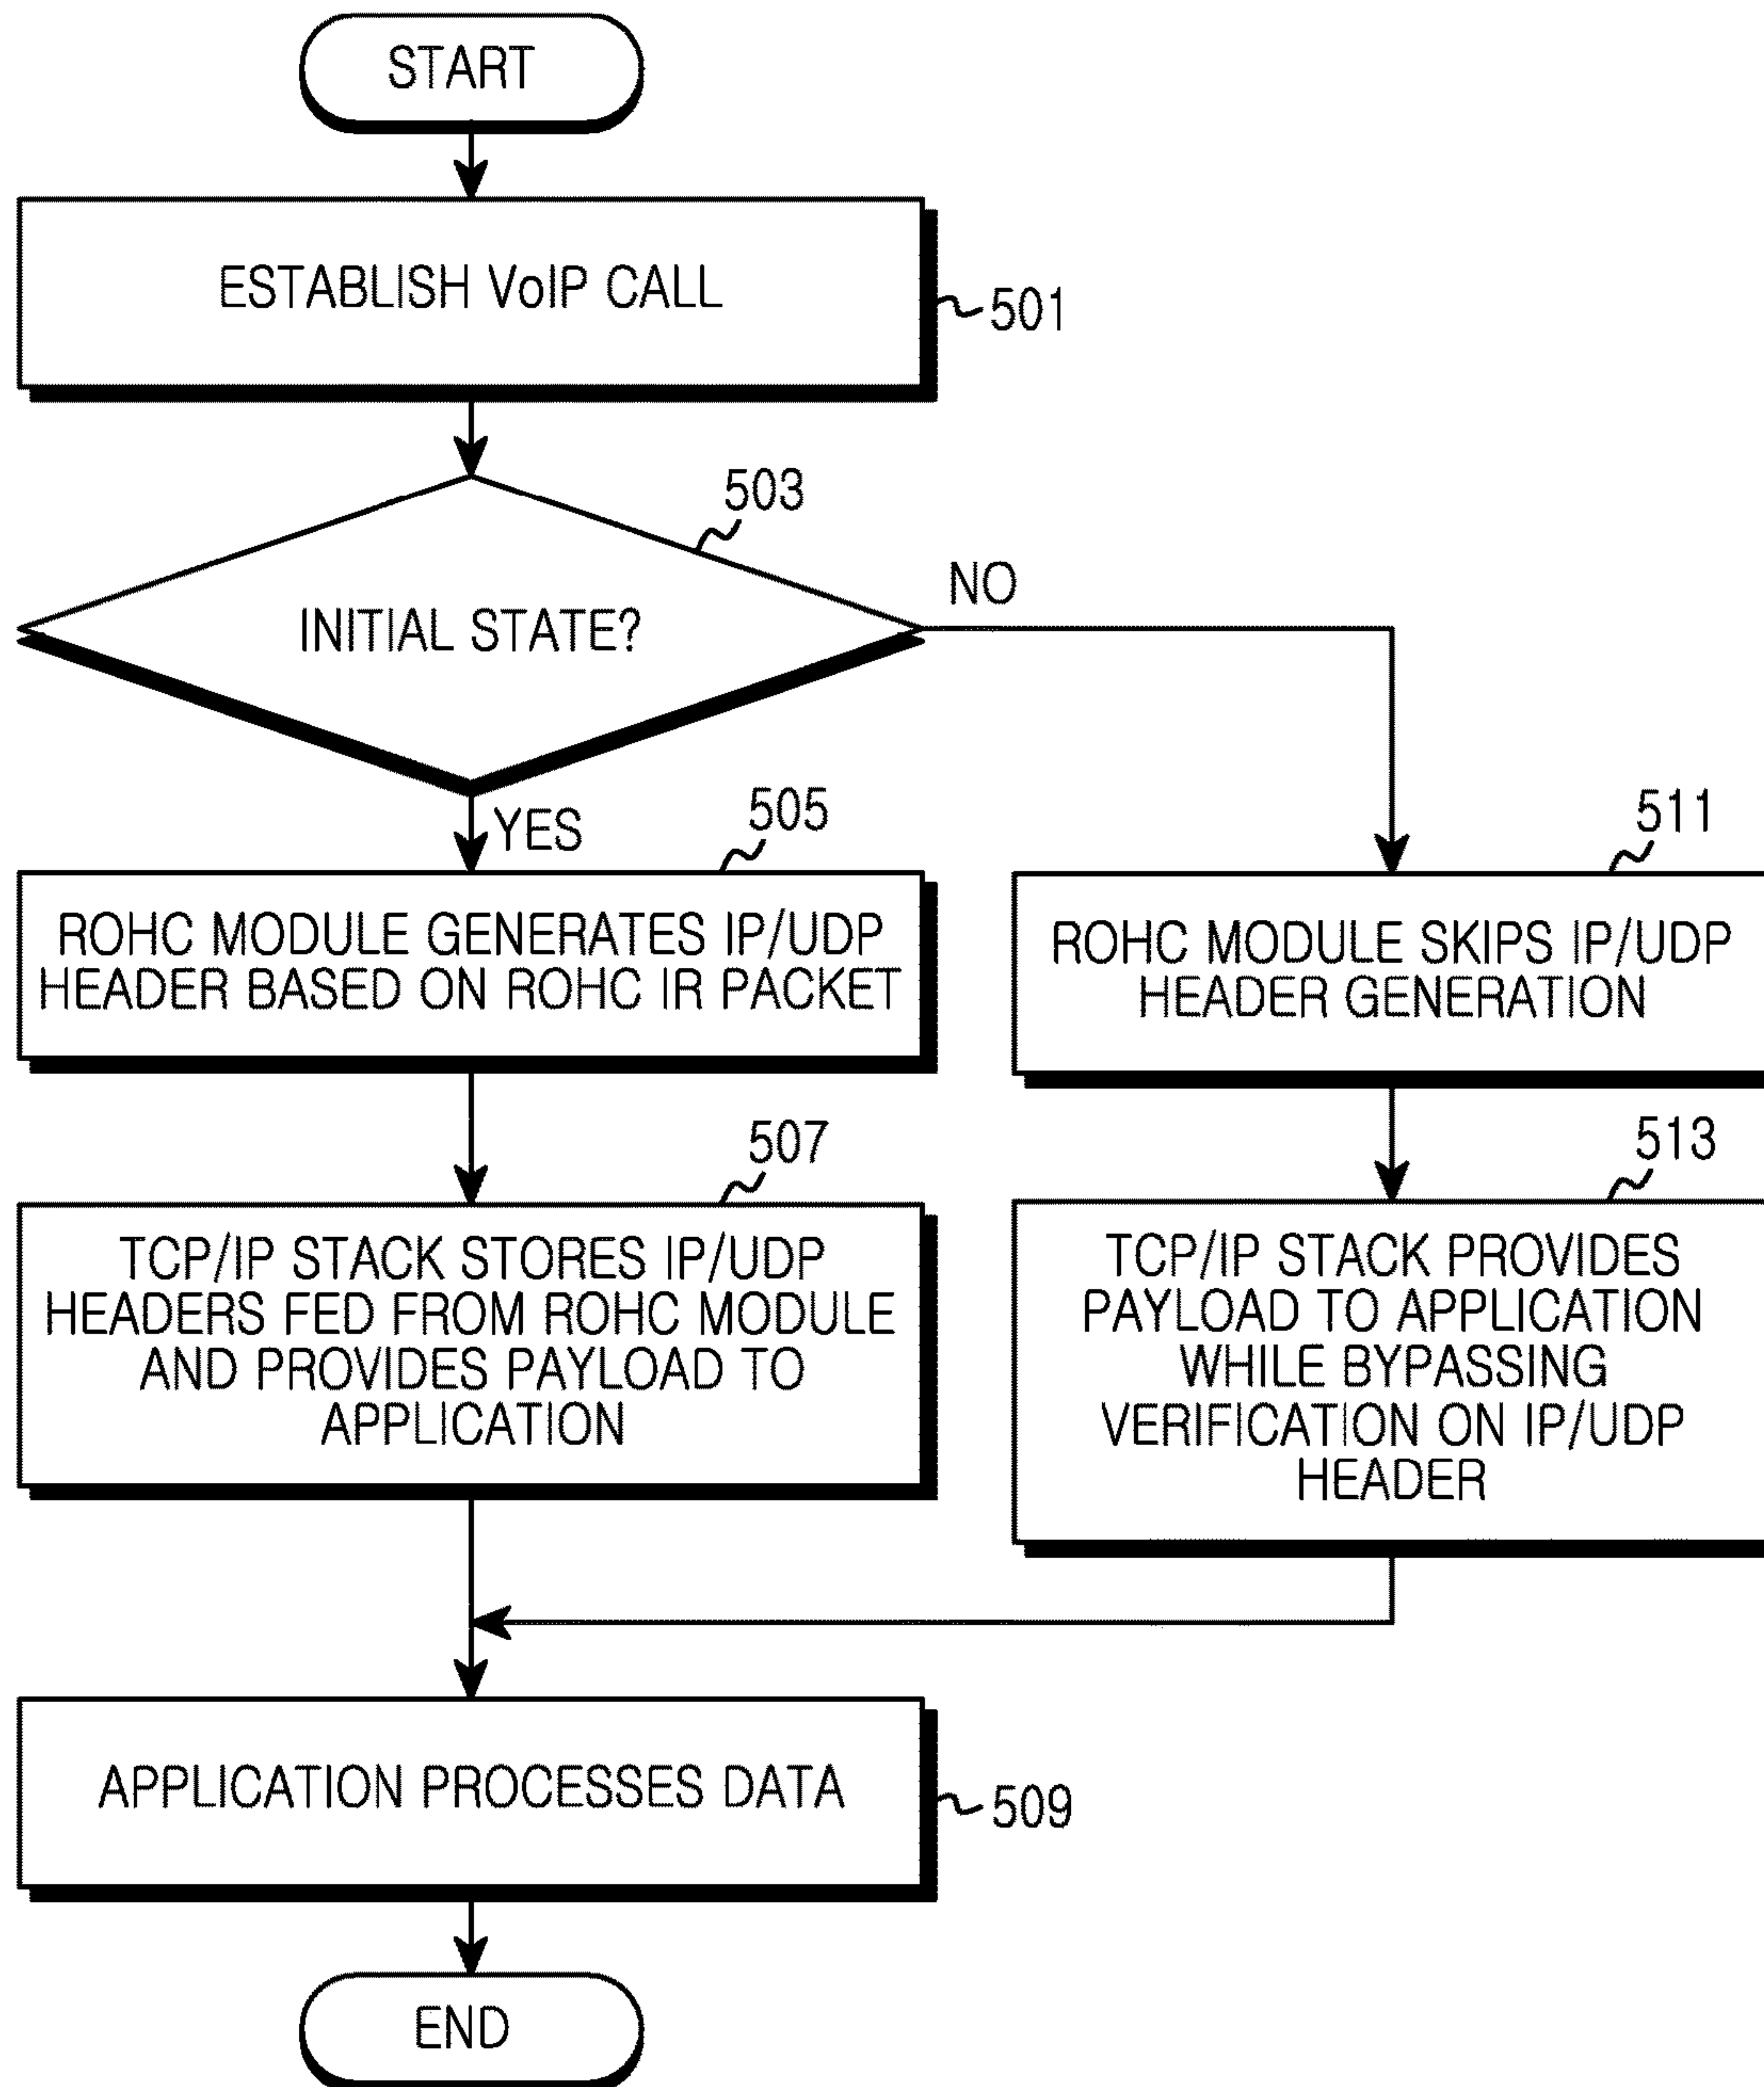 START
ESTABLISH VoIP CALL
501
503
INITIAL STATE?
NO
YES
505
ROHC MODULE GENERATES IP/UDP
HEADER BASED ON ROHC IR PACKET
511
ROHC MODULE SKIPS IP/UDP
HEADER GENERATION
507
TCP/IP STACK STORES IP/UDP
HEADERS FED FROM ROHC MODULE
AND PROVIDES PAYLOAD TO
APPLICATION
513
TCP/IP STACK PROVIDES
PAYLOAD TO APPLICATION
WHILE BYPASSING
VERIFICATION ON IP/UDP
HEADER
APPLICATION PROCESSES DATA
509
END